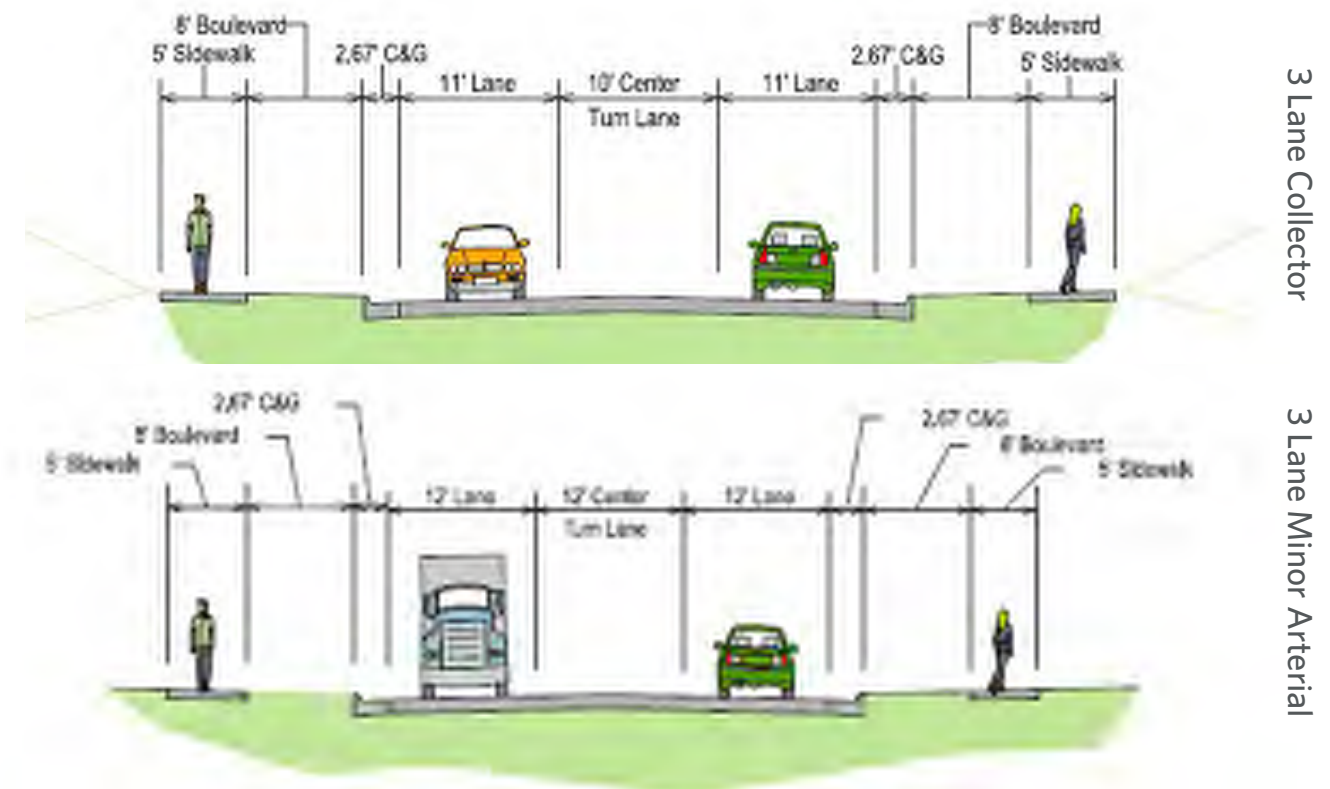 8' Boulevard
5' Sidewalk
2.67' C&G
11' Lane
10' Center
Turn Lane
11' Lane
2.67' C&G
8' Boulevard
5' Sidewalk
3 Lane Collector
2.67' C&G
Boulevard
5' Sidewalk
12' Lane
12' Center
Turn Lane
12' Lane
2.67' C&G
Boulevard
5' Sidewalk
3 Lane Minor Arterial